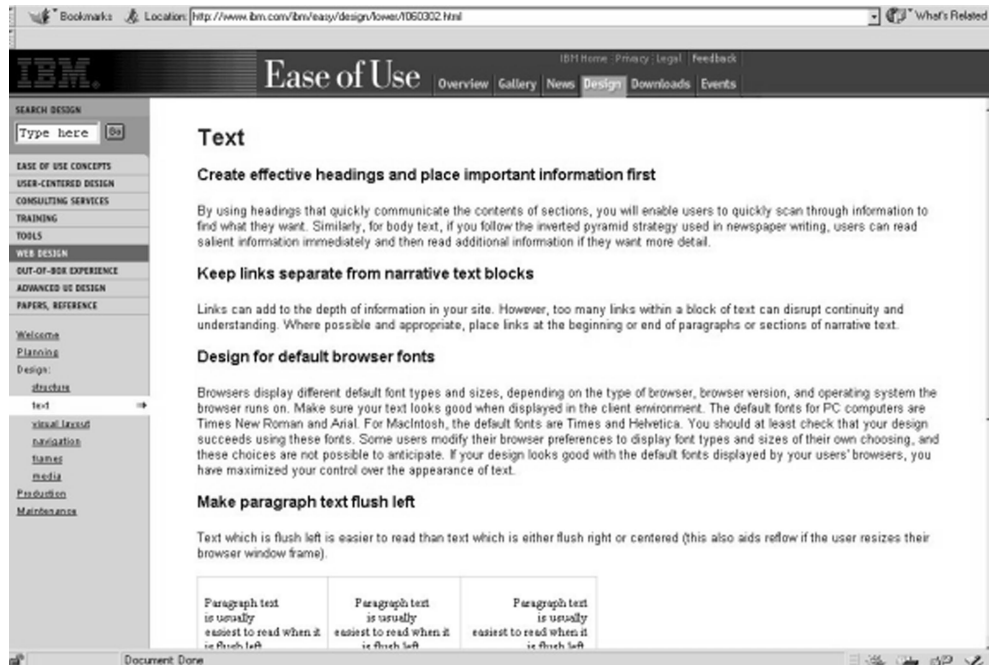 Bookmarks Location: http://www.ibm.com/ibm/easy/design/lower/f060302.html What's Related
IBM Home Privacy Legal Feedback
IBM Ease of Use Overview Gallery News Design Downloads Events
SEARCH DESIGN
Type here Go
EASE OF USE CONCEPTS
USER-CENTERED DESIGN
CONSULTING SERVICES
TRAINING
TOOLS
WEB DESIGN
OUT-OF-BOX EXPERIENCE
ADVANCED UI DESIGN
PAPERS, REFERENCE
Welcome
Planning
Design:
structure
text
visual layout
navigation
frames
media
Production
Maintenance
Text
Create effective headings and place important information first
By using headings that quickly communicate the contents of sections, you will enable users to quickly scan through information to
find what they want. Similarly, for body text, if you follow the inverted pyramid strategy used in newspaper writing, users can read
salient information immediately and then read additional information if they want more detail.
Keep links separate from narrative text blocks
Links can add to the depth of information in your site. However, too many links within a block of text can disrupt continuity and
understanding. Where possible and appropriate, place links at the beginning or end of paragraphs or sections of narrative text.
Design for default browser fonts
Browsers display different default font types and sizes, depending on the type of browser, browser version, and operating system the
browser runs on. Make sure your text looks good when displayed in the client environment. The default fonts for PC computers are
Times New Roman and Arial. For MacIntosh, the default fonts are Times and Helvetica. You should at least check that your design
succeeds using these fonts. Some users modify their browser preferences to display font types and sizes of their own choosing, and
these choices are not possible to anticipate. If your design looks good with the default fonts displayed by your users' browsers, you
have maximized your control over the appearance of text.
Make paragraph text flush left
Text which is flush left is easier to read than text which is either flush right or centered (this also aids reflow if the user resizes their
browser window frame).
Paragraph text
is usually
easiest to read when it
is flush left
Paragraph text
is usually
easiest to read when it
is flush left
Paragraph text
is usually
easiest to read when it
is flush left
Document: Done